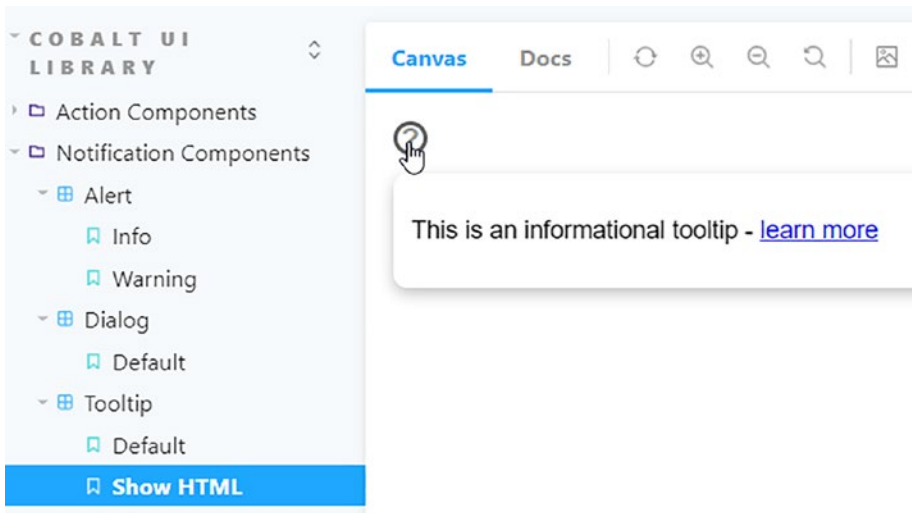 COBALT UI
LIBRARY
Action Components
Notification Components
Alert
Info
Warning
Dialog
Default
Tooltip
Default
Show HTML
Canvas Docs
?
This is an informational tooltip - learn more